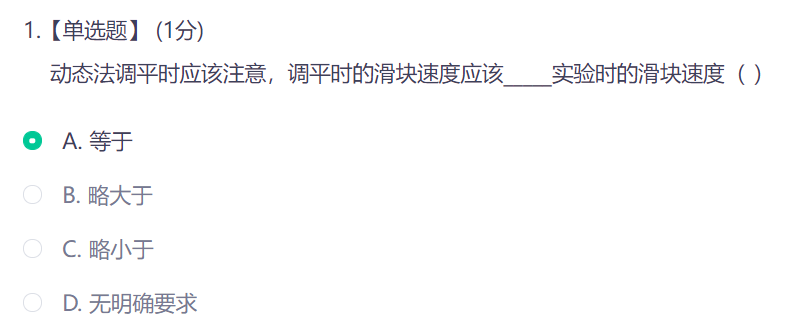 1.【单选题】 (1分)
动态法调平时应该注意，调平时的滑块速度应该_____实验时的滑块速度（ ）
A. 等于
B. 略大于
C. 略小于
D. 无明确要求